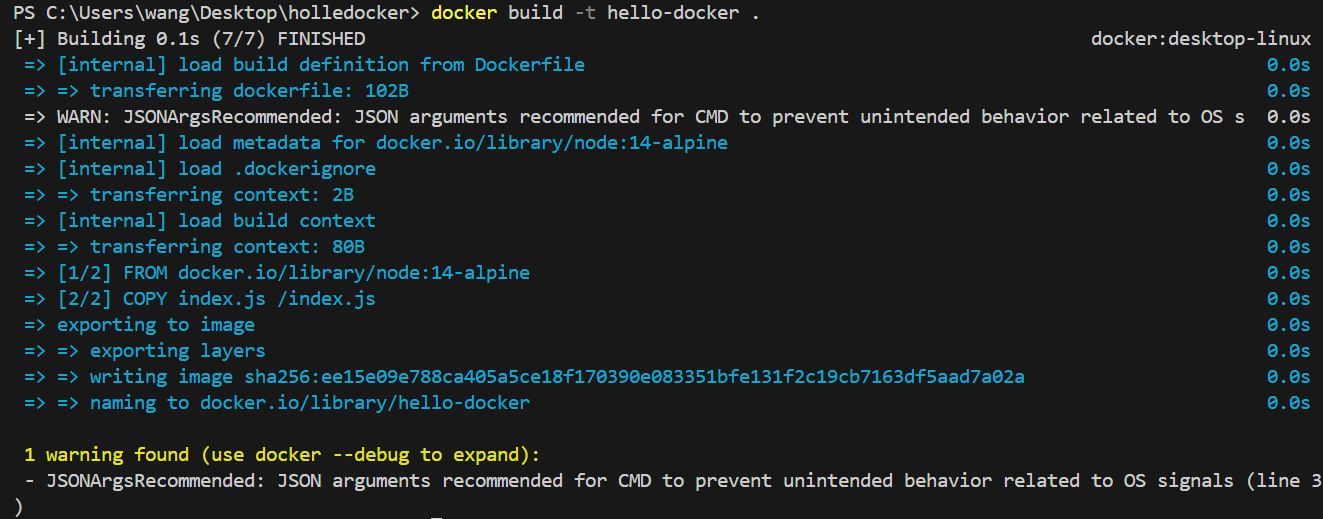 PS C:\Users\wang\Desktop\holledocker> docker build -t hello-docker .
[+] Building 0.1s (7/7) FINISHED docker:desktop-linux
=> [internal] load build definition from Dockerfile 0.0s
=> => transferring dockerfile: 102B 0.0s
=> WARN: JSONArgsRecommended: JSON arguments recommended for CMD to prevent unintended behavior related to OS s 0.0s
=> [internal] load metadata for docker.io/library/node:14-alpine 0.0s
=> [internal] load .dockerignore 0.0s
=> => transferring context: 2B 0.0s
=> [internal] load build context 0.0s
=> => transferring context: 80B 0.0s
=> [1/2] FROM docker.io/library/node:14-alpine 0.0s
=> [2/2] COPY index.js /index.js 0.0s
=> exporting to image 0.0s
=> => exporting layers 0.0s
=> => writing image sha256:ee15e09e788ca405a5ce18f170390e083351bfe131f2c19cb7163df5aad7a02a 0.0s
=> => naming to docker.io/library/hello-docker 0.0s
1 warning found (use docker --debug to expand):
- JSONArgsRecommended: JSON arguments recommended for CMD to prevent unintended behavior related to OS signals (line 3
)